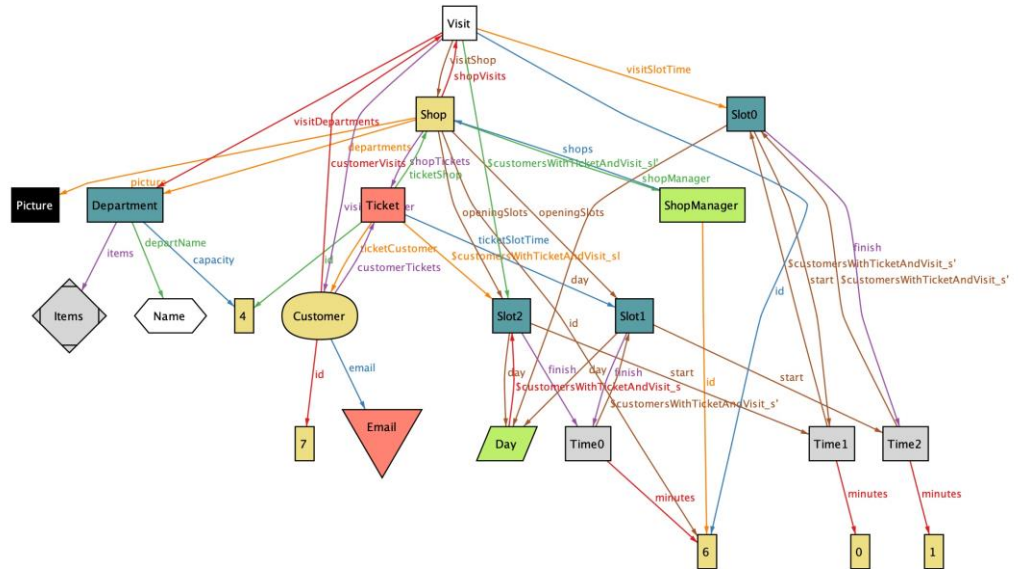 Visit
visitShop
shopVisits
visitSlotTime
Shop
Slot0
visitDepartments
departments
customerVisits
shopTickets
ticketShop
$customersWithTicketAndVisit_sl'
shops
shopManager
picture
Picture
Department
Ticket
ShopManager
openingSlots
openingSlots
items
departName
capacity
id
ticketCustomer
customerTickets
ticketSlotTime
$customersWithTicketAndVisit_sl
day
finish
$customersWithTicketAndVisit_s'
start
$customersWithTicketAndVisit_s'
id
Items
Name
4
Customer
Slot2
Slot1
id
id
email
day
finish
day
finish
start
start
$customersWithTicketAndVisit_s
$customersWithTicketAndVisit_s'
id
7
Email
Day
Time0
Time1
Time2
minutes
minutes
minutes
6
0
1